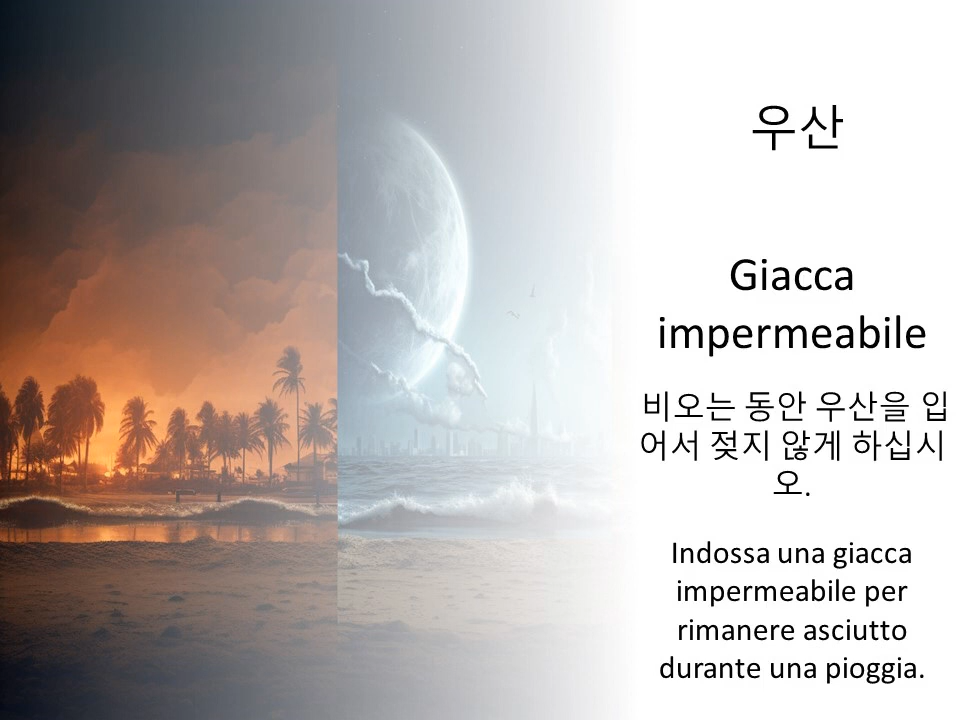 우산
Giacca
impermeabile
비오는 동안 우산을 입
어서 젖지 않게 하십시
오.
Indossa una giacca
impermeabile per
rimanere asciutto
durante una pioggia.